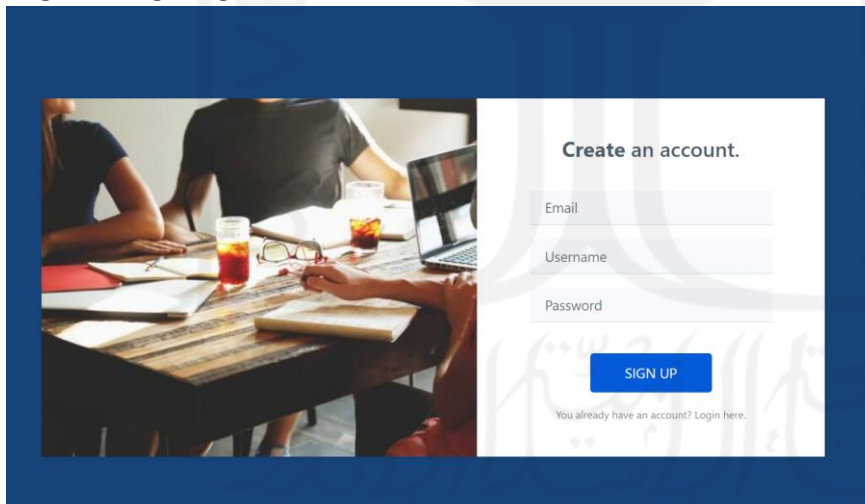 Create an account.
Email
Username
Password
SIGN UP
You already have an account? Login here.